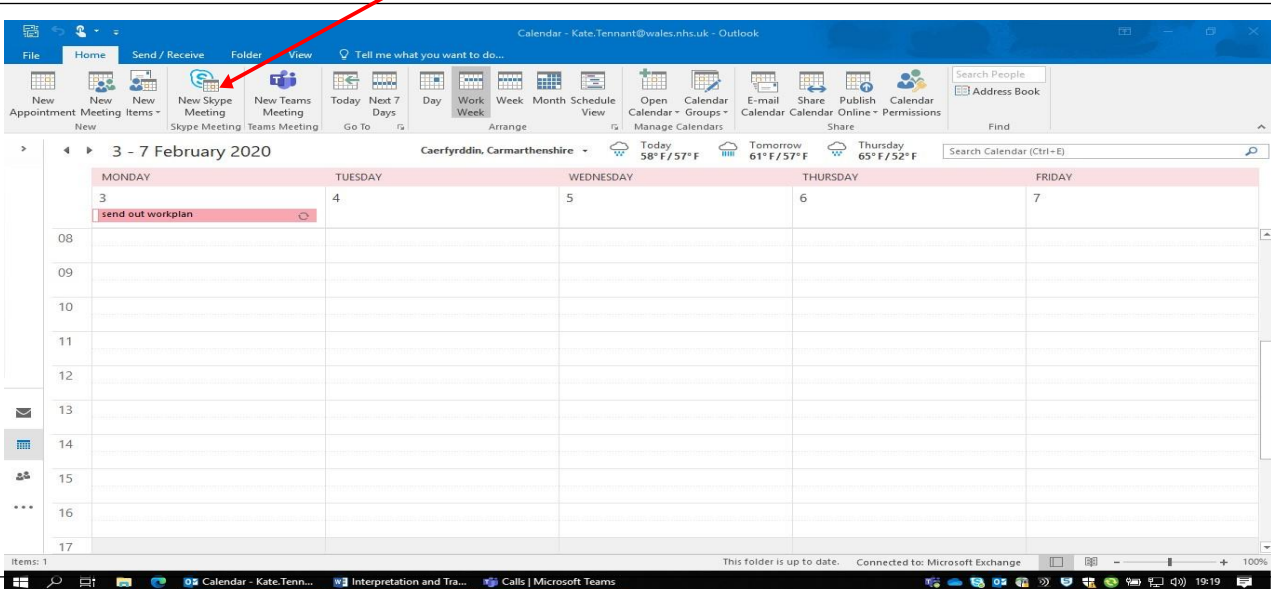 Calendar - Kate.Tennant@wales.nhs.uk - Outlook
File Home Send / Receive Folder View Tell me what you want to do...
New Appointment New Meeting New Items New Skype Meeting New Teams Meeting Today Next 7 Days Day Work Week Week Month Schedule View Open Calendar Calendar Groups E-mail Calendar Share Calendar Publish Online Calendar Permissions Search People Address Book
New Skype Meeting Teams Meeting Go To Arrange Manage Calendars Share Find
3 - 7 February 2020 Caerfyrddin, Carmarthenshire Today 58° F / 57° F Tomorrow 61° F / 57° F Thursday 65° F / 52° F Search Calendar (Ctrl+E)
MONDAY TUESDAY WEDNESDAY THURSDAY FRIDAY
3 4 5 6 7
send out workplan
08
09
10
11
12
13
14
15
16
17
Items: 1 This folder is up to date. Connected to: Microsoft Exchange 100%
Calendar - Kate.Tenn... Interpretation and Tra... Calls | Microsoft Teams 19:19